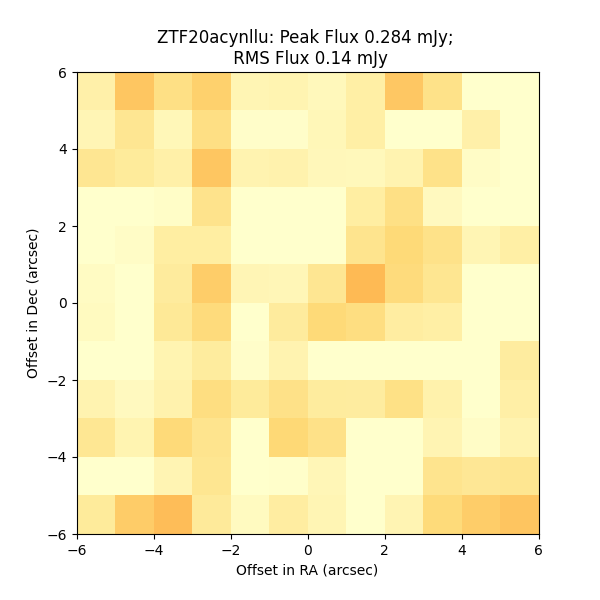 ZTF20acynllu: Peak Flux 0.284 mJy;
RMS Flux 0.14 mJy
6
4
2
0
−2
−4
−6
Offset in Dec (arcsec)
−6 −4 −2 0 2 4 6
Offset in RA (arcsec)